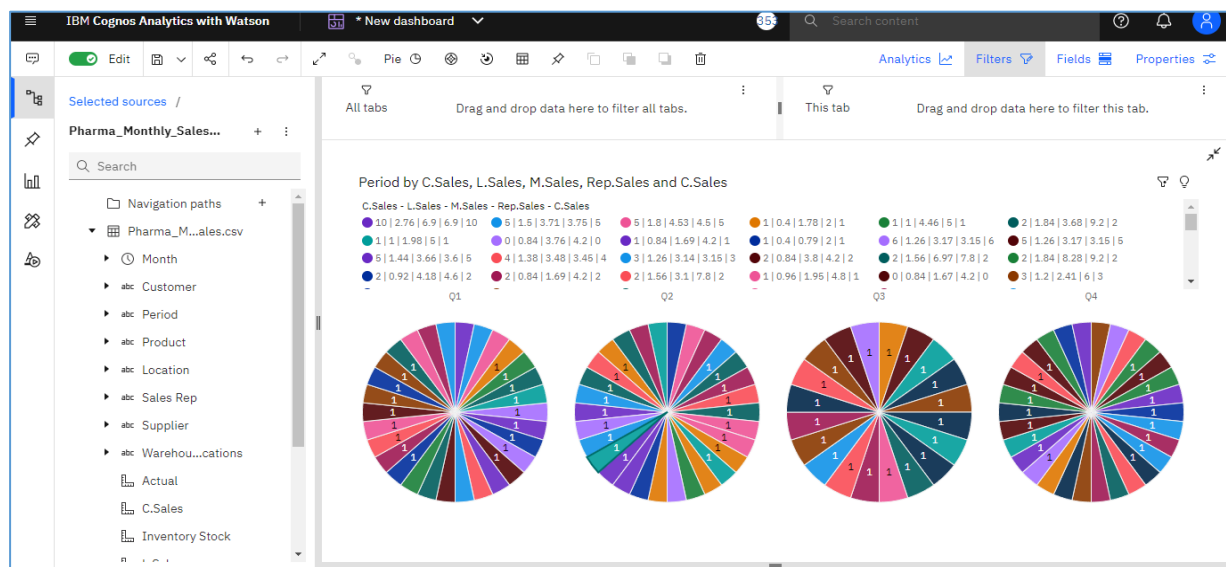 IBM Cognos Analytics with Watson
* New dashboard
353
Search content
Edit
Pie
Analytics
Filters
Fields
Properties
Selected sources /
Pharma_Monthly_Sales...
Search
Navigation paths
Pharma_M...ales.csv
Month
abc Customer
abc Period
abc Product
abc Location
abc Sales Rep
abc Supplier
abc Warehou...cations
Actual
C.Sales
Inventory Stock
All tabs
Drag and drop data here to filter all tabs.
This tab
Drag and drop data here to filter this tab.
Period by C.Sales, L.Sales, M.Sales, Rep.Sales and C.Sales
C.Sales - L.Sales - M.Sales - Rep.Sales - C.Sales
10 | 2.76 | 6.9 | 6.9 | 10 5 | 1.5 | 3.71 | 3.75 | 5 5 | 1.8 | 4.53 | 4.5 | 5 1 | 0.4 | 1.78 | 2 | 1 1 | 1 | 4.46 | 5 | 1 2 | 1.84 | 3.68 | 9.2 | 2
1 | 1 | 1.98 | 5 | 1 0 | 0.84 | 3.76 | 4.2 | 0 1 | 0.84 | 1.69 | 4.2 | 1 1 | 0.4 | 0.79 | 2 | 1 6 | 1.26 | 3.17 | 3.15 | 6 5 | 1.26 | 3.17 | 3.15 | 5
5 | 1.44 | 3.66 | 3.6 | 5 4 | 1.38 | 3.48 | 3.45 | 4 3 | 1.26 | 3.14 | 3.15 | 3 2 | 0.84 | 3.8 | 4.2 | 2 2 | 1.56 | 6.97 | 7.8 | 2 2 | 1.84 | 8.28 | 9.2 | 2
2 | 0.92 | 4.18 | 4.6 | 2 2 | 0.84 | 1.69 | 4.2 | 2 2 | 1.56 | 3.1 | 7.8 | 2 1 | 0.96 | 1.95 | 4.8 | 1 0 | 0.84 | 1.67 | 4.2 | 0 3 | 1.2 | 2.41 | 6 | 3
Q1 Q2 Q3 Q4